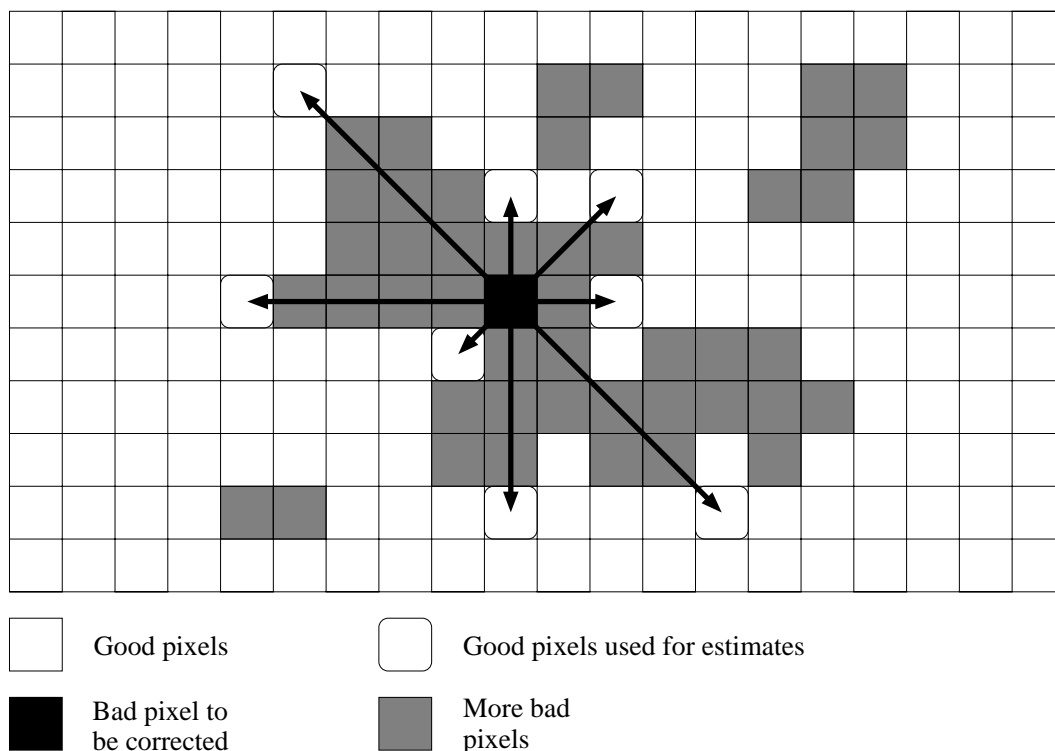 Good pixels
Good pixels used for estimates
Bad pixel to
be corrected
More bad
pixels